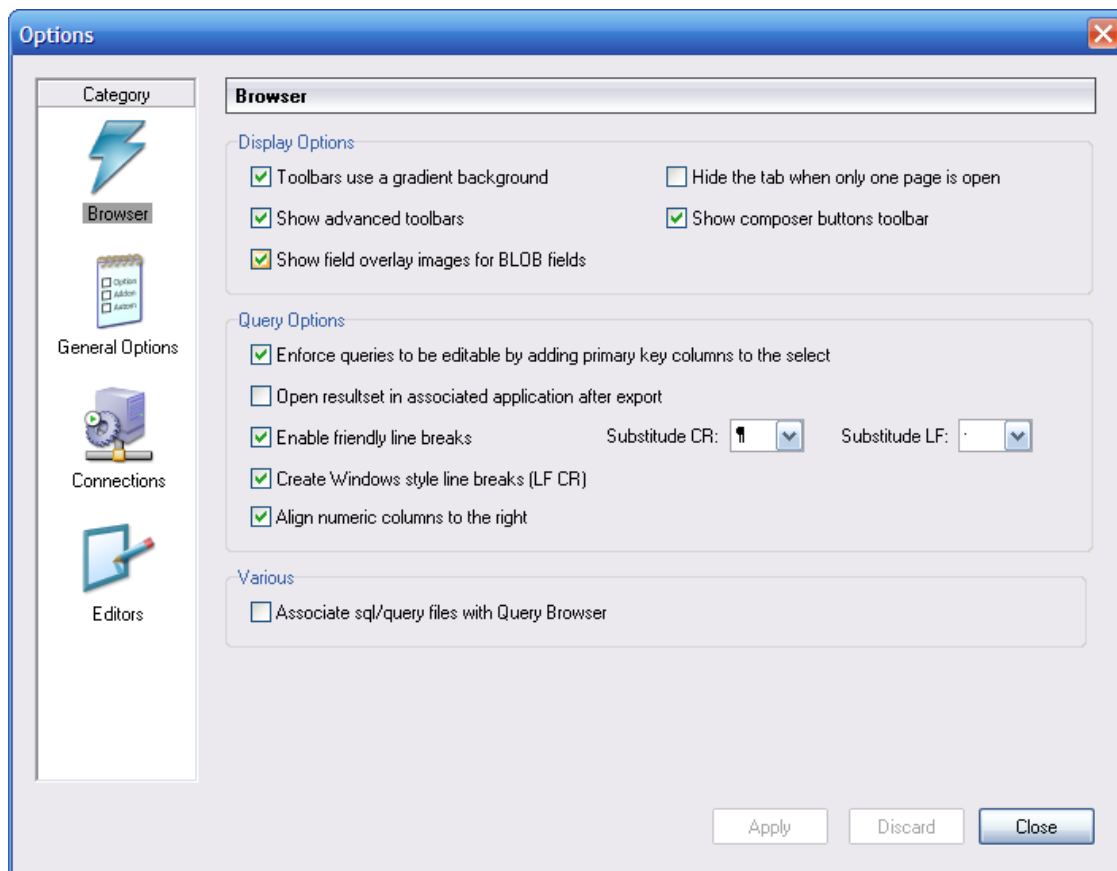 Options
Category
Browser
Option
Addon
General Options
Connections
Editors
Browser
Display Options
Toolbars use a gradient background
Hide the tab when only one page is open
Show advanced toolbars
Show composer buttons toolbar
Show field overlay images for BLOB fields
Query Options
Enforce queries to be editable by adding primary key columns to the select
Open resultset in associated application after export
Enable friendly line breaks Substitude CR: ¶ Substitude LF: ·
Create Windows style line breaks (LF CR)
Align numeric columns to the right
Various
Associate sql/query files with Query Browser
Apply Discard Close